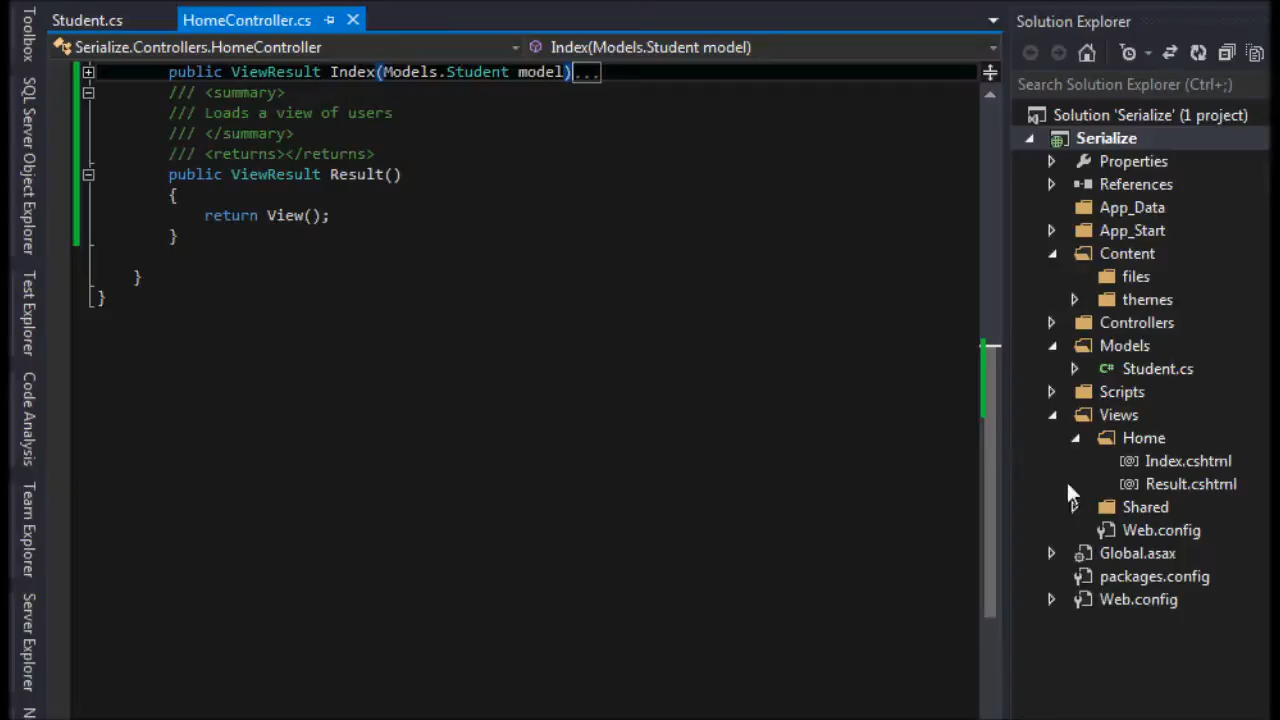 Student.cs
HomeController.cs
Serialize.Controllers.HomeController
Index(Models.Student model)
public ViewResult Index(Models.Student model)...
/// <summary>
/// Loads a view of users
/// </summary>
/// <returns></returns>
public ViewResult Result()
{
return View();
}
}
}
Toolbox
SQL Server Object Explorer
Test Explorer
Code Analysis
Team Explorer
Server Explorer
N
Solution Explorer
Search Solution Explorer (Ctrl+;)
Solution 'Serialize' (1 project)
Serialize
Properties
References
App_Data
App_Start
Content
files
themes
Controllers
Models
C# Student.cs
Scripts
Views
Home
[@] Index.cshtml
[@] Result.cshtml
Shared
Web.config
Global.asax
packages.config
Web.config